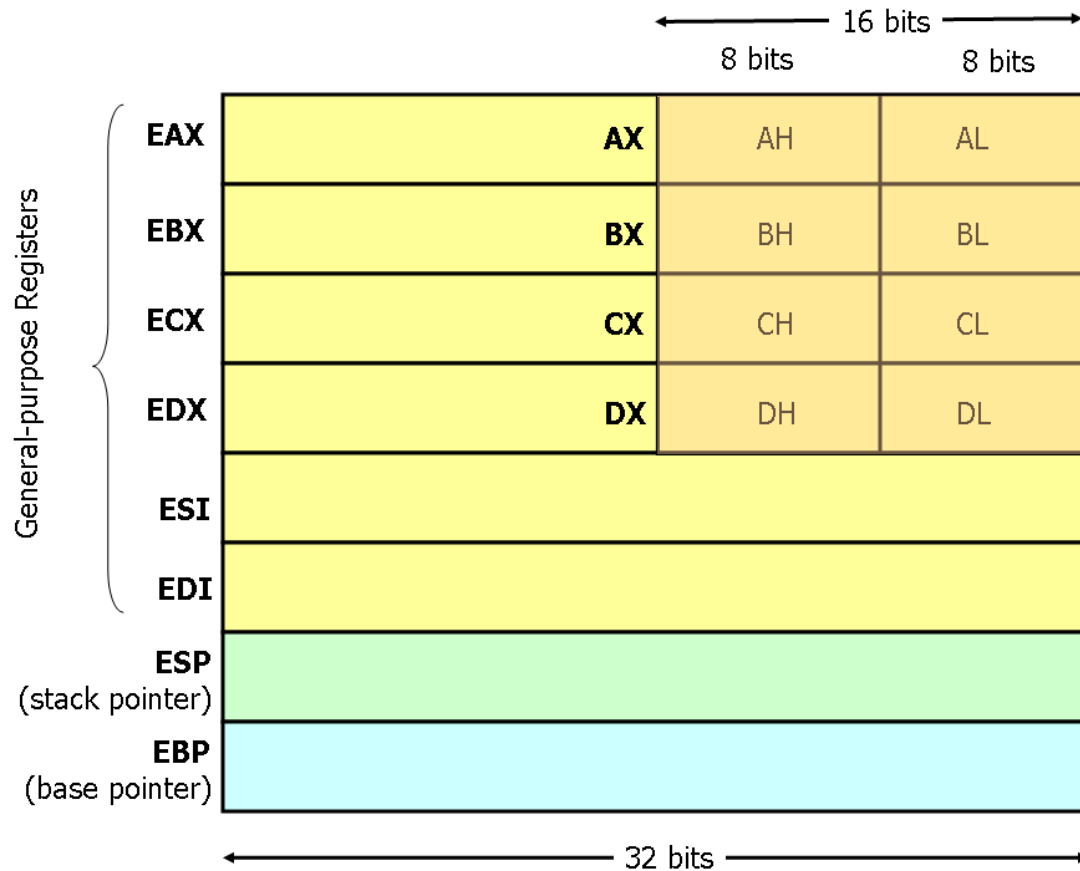 16 bits
8 bits 8 bits
General-purpose Registers
EAX AX AH AL
EBX BX BH BL
ECX CX CH CL
EDX DX DH DL
ESI
EDI
ESP
(stack pointer)
EBP
(base pointer)
32 bits